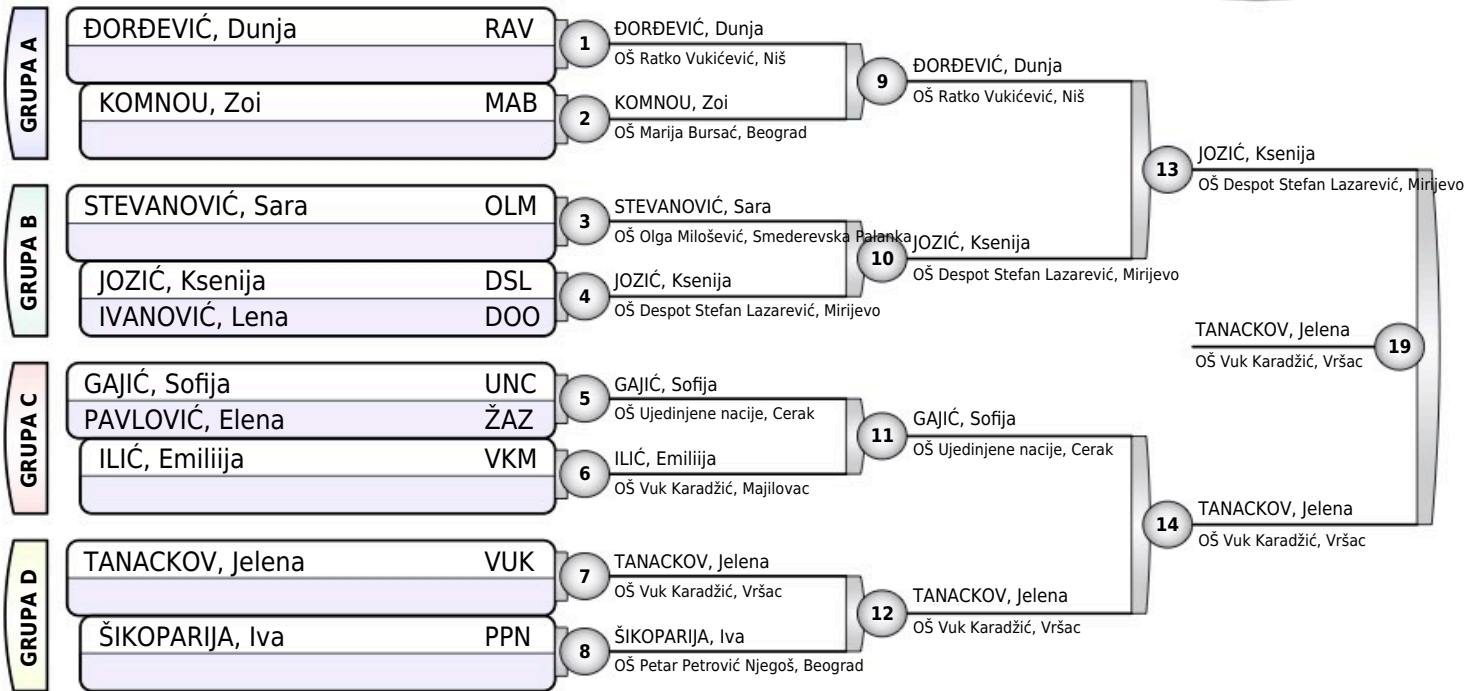 GRUPA A
ĐORĐEVIĆ, Dunja RAV
KOMNOU, Zoi MAB
1
ĐORĐEVIĆ, Dunja
OŠ Ratko Vukićević, Niš
2
KOMNOU, Zoi
OŠ Marija Bursać, Beograd
9
ĐORĐEVIĆ, Dunja
OŠ Ratko Vukićević, Niš
GRUPA B
STEVANOVIĆ, Sara OLM
JOZIĆ, Ksenija DSL
IVANOVIĆ, Lena DOO
3
STEVANOVIĆ, Sara
OŠ Olga Milošević, Smederevska Palanka
4
JOZIĆ, Ksenija
OŠ Despot Stefan Lazarević, Mirijevo
10
JOZIĆ, Ksenija
OŠ Despot Stefan Lazarević, Mirijevo
13
JOZIĆ, Ksenija
OŠ Despot Stefan Lazarević, Mirijevo
GRUPA C
GAJIĆ, Sofija UNC
PAVLOVIĆ, Elena ŽAZ
ILIĆ, Emiliija VKM
5
GAJIĆ, Sofija
OŠ Ujedinjene nacije, Cerak
6
ILIĆ, Emiliija
OŠ Vuk Karadžić, Majilovac
11
GAJIĆ, Sofija
OŠ Ujedinjene nacije, Cerak
GRUPA D
TANACKOV, Jelena VUK
ŠIKOPARIJA, Iva PPN
7
TANACKOV, Jelena
OŠ Vuk Karadžić, Vršac
8
ŠIKOPARIJA, Iva
OŠ Petar Petrović Njegoš, Beograd
12
TANACKOV, Jelena
OŠ Vuk Karadžić, Vršac
14
TANACKOV, Jelena
OŠ Vuk Karadžić, Vršac
TANACKOV, Jelena
OŠ Vuk Karadžić, Vršac
19